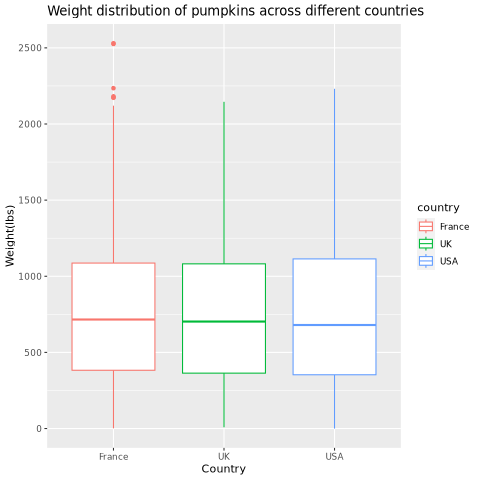 Weight distribution of pumpkins across different countries
Weight(lbs)
2500
2000
1500
1000
500
0
France
UK
USA
Country
country
France
UK
USA